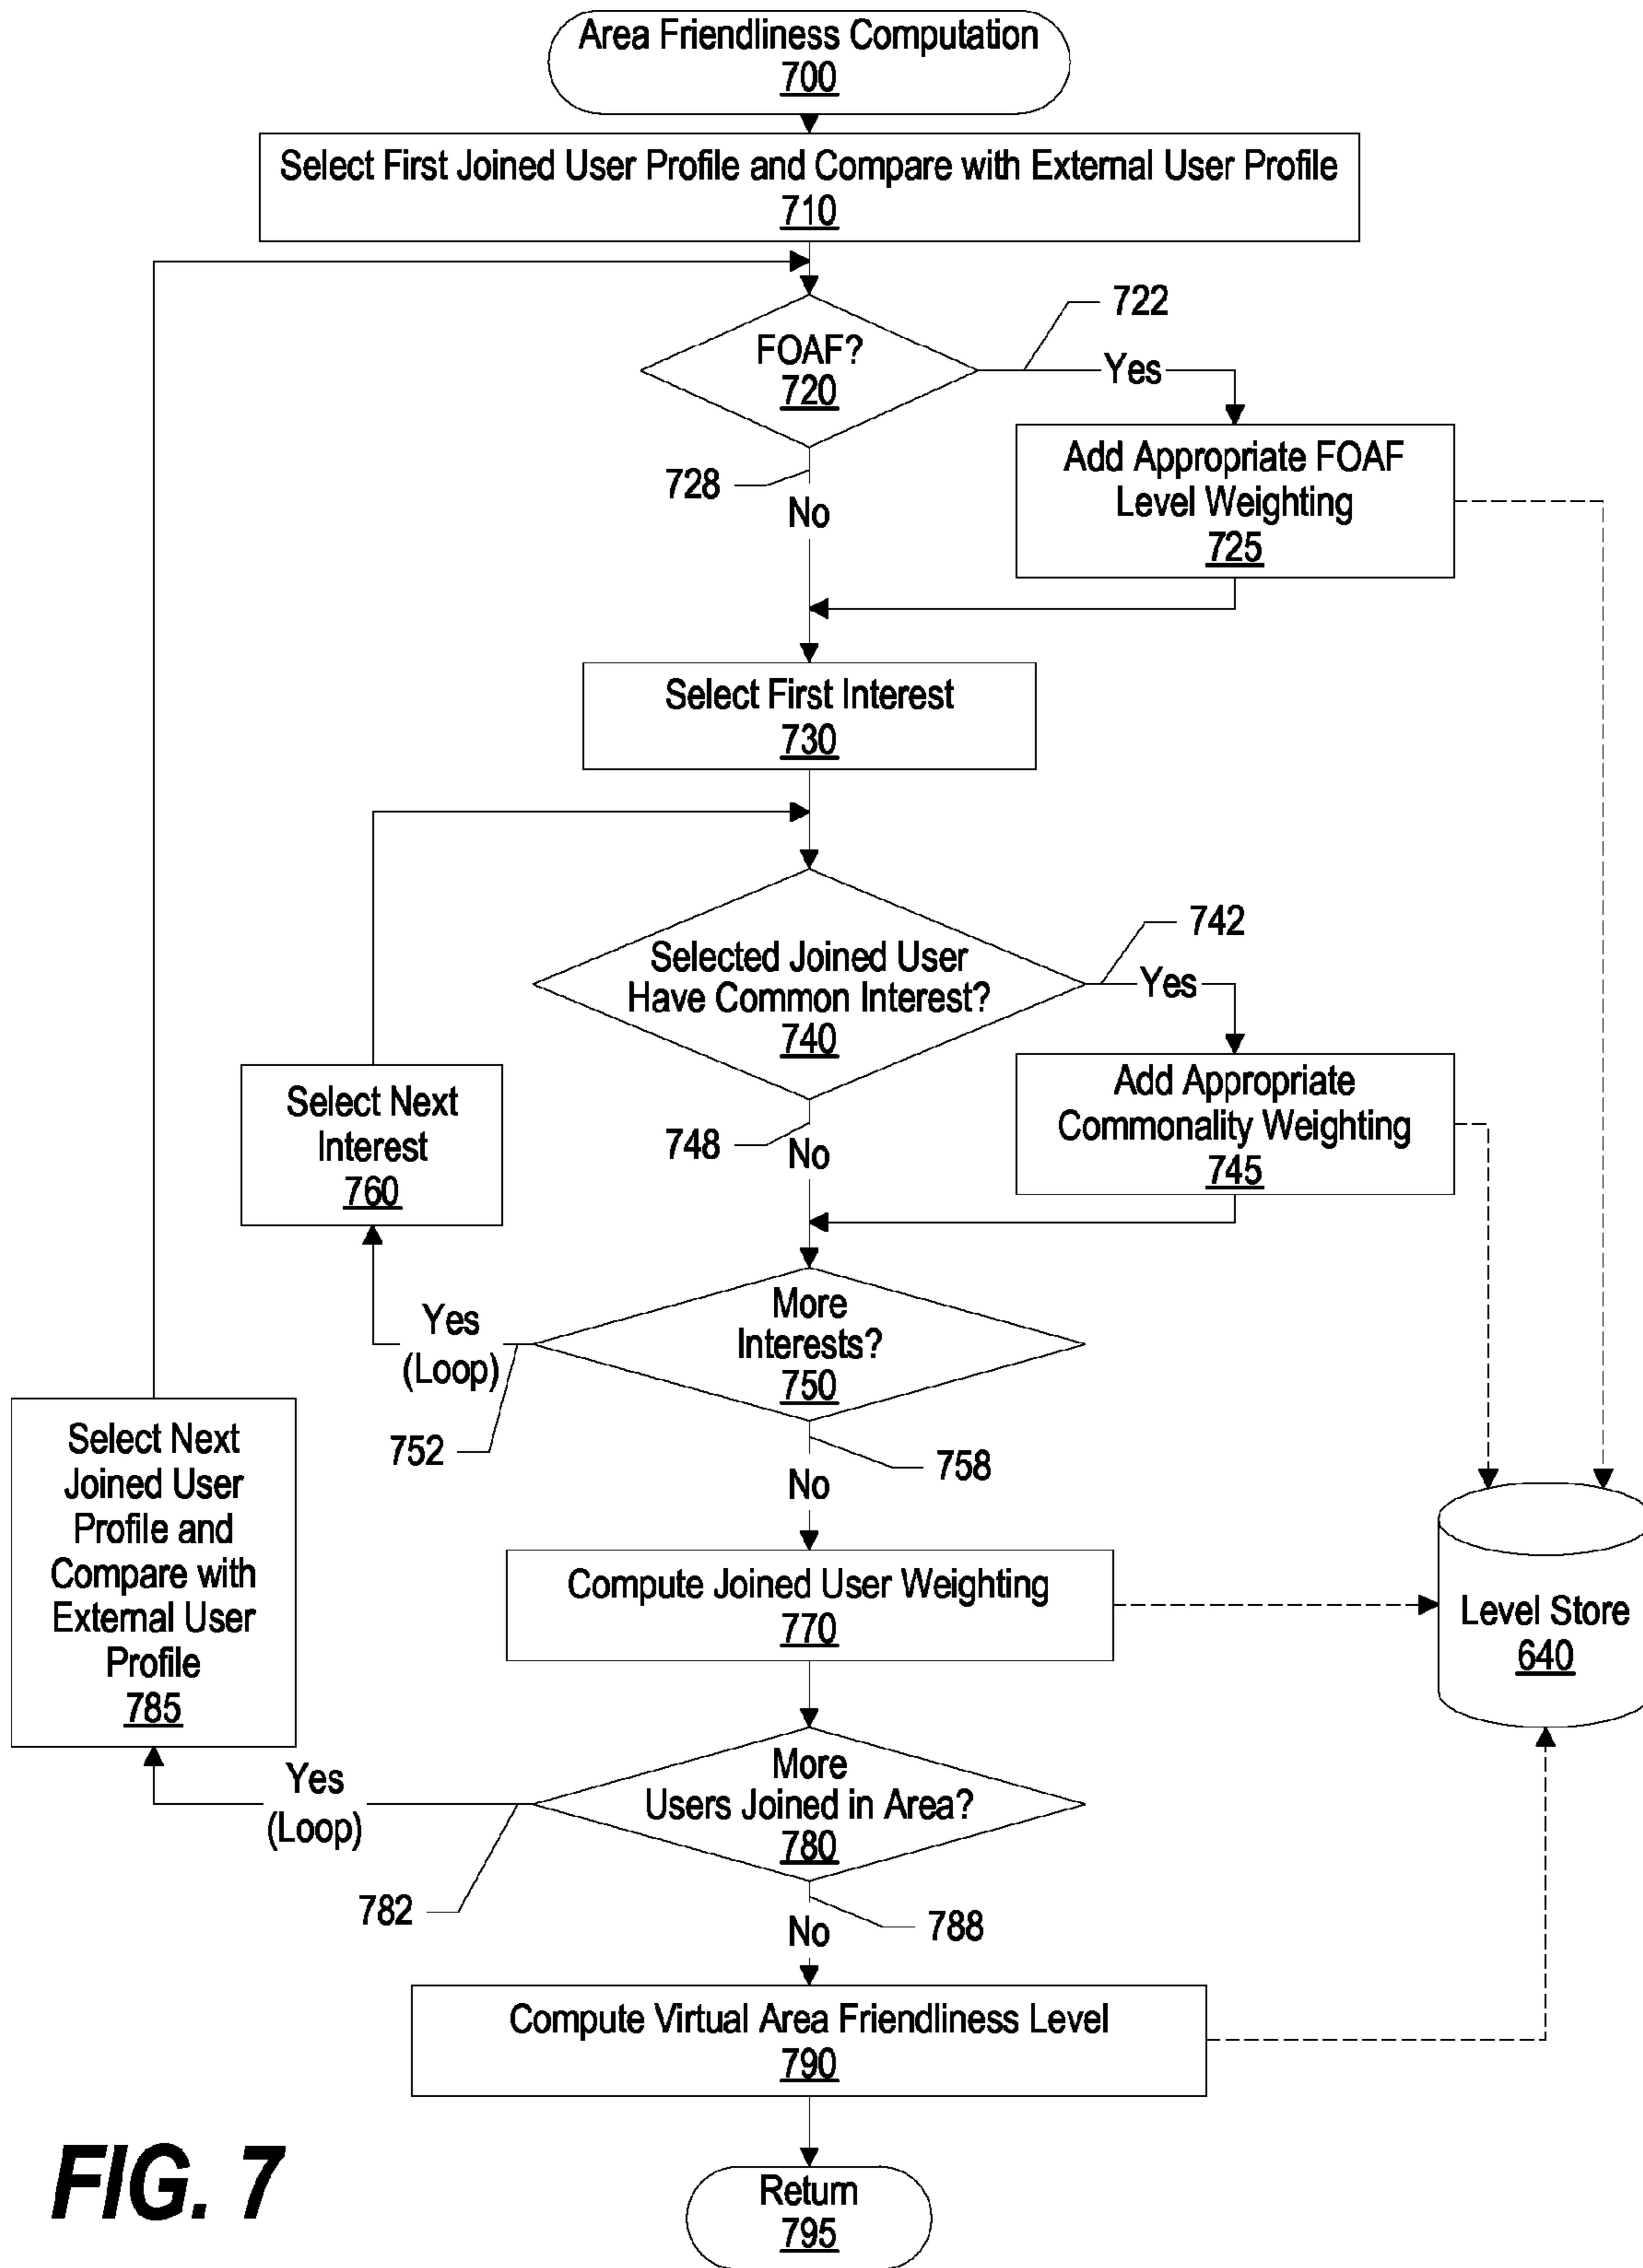 Area Friendliness Computation
700
Select First Joined User Profile and Compare with External User Profile
710
722
FOAF?
720
Yes
728
No
Add Appropriate FOAF
Level Weighting
725
Select First Interest
730
742
Selected Joined User
Have Common Interest?
740
Yes
748
No
Add Appropriate
Commonality Weighting
745
Select Next
Interest
760
More
Interests?
750
Yes
(Loop)
752
758
No
Select Next
Joined User
Profile and
Compare with
External User
Profile
785
Compute Joined User Weighting
770
Level Store
640
More
Users Joined in Area?
780
Yes
(Loop)
782
788
No
Compute Virtual Area Friendliness Level
790
Return
795
FIG. 7